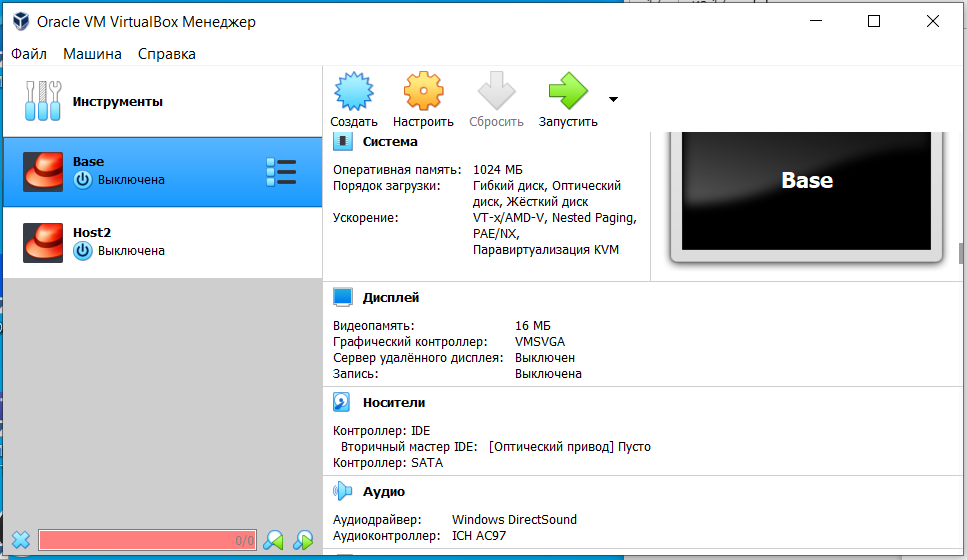 Oracle VM VirtualBox Менеджер
Файл Машина Справка
Инструменты
Создать Настроить Сбросить Запустить
Base
Выключена
Host2
Выключена
0/0
Система
Оперативная память: 1024 МБ
Порядок загрузки: Гибкий диск, Оптический
диск, Жёсткий диск
Ускорение: VT-x/AMD-V, Nested Paging,
PAE/NX,
Паравиртуализация KVM
Base
Дисплей
Видеопамять: 16 МБ
Графический контроллер: VMSVGA
Сервер удалённого дисплея: Выключен
Запись: Выключена
Носители
Контроллер: IDE
Вторичный мастер IDE: [Оптический привод] Пусто
Контроллер: SATA
Аудио
Аудиодрайвер: Windows DirectSound
Аудиоконтроллер: ICH AC97